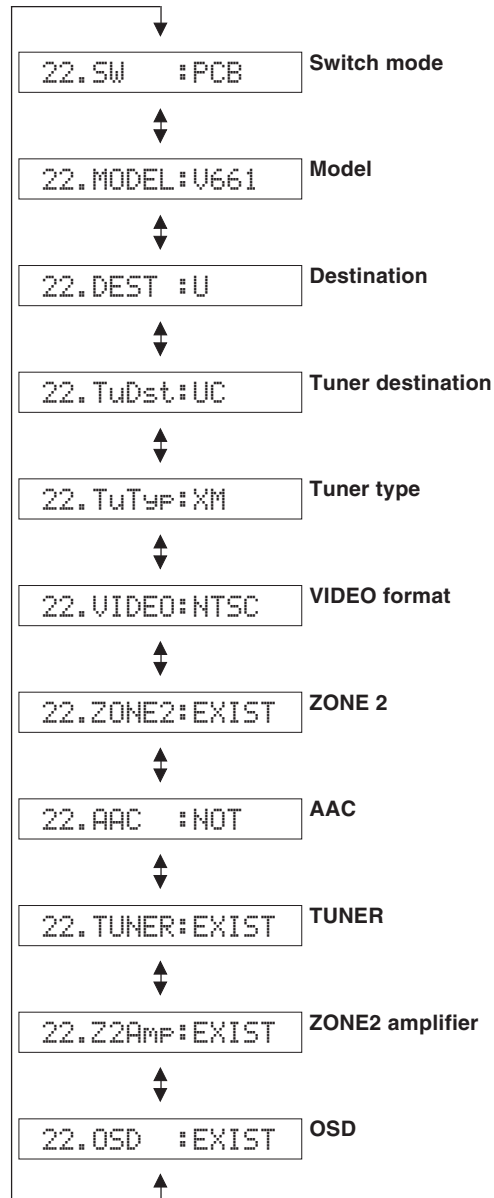 22.SW :PCB Switch mode
22.MODEL:V661 Model
22.DEST :U Destination
22.TuDst:UC Tuner destination
22.TuTyp:XM Tuner type
22.VIDEO:NTSC VIDEO format
22.ZONE2:EXIST ZONE 2
22.AAC :NOT AAC
22.TUNER:EXIST TUNER
22.Z2Amp:EXIST ZONE2 amplifier
22.OSD :EXIST OSD